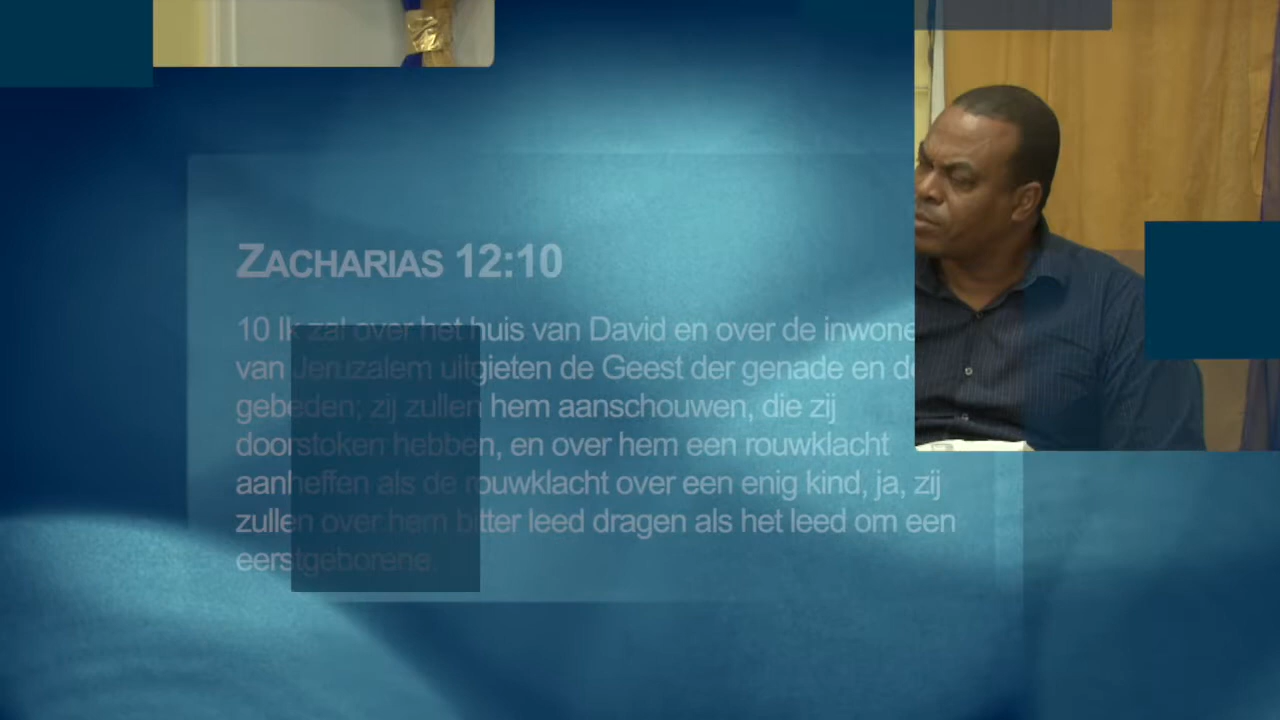 ZACHARIAS 12:10
10 Ik zal over het huis van David en over de inwone
van Jeruzalem uitgieten de Geest der genade en de
gebeden; zij zullen hem aanschouwen, die zij
doorstoken hebben, en over hem een rouwklacht
aanheffen als de rouwklacht over een enig kind, ja, zij
zullen over hem bitter leed dragen als het leed om een
eerstgeborene.